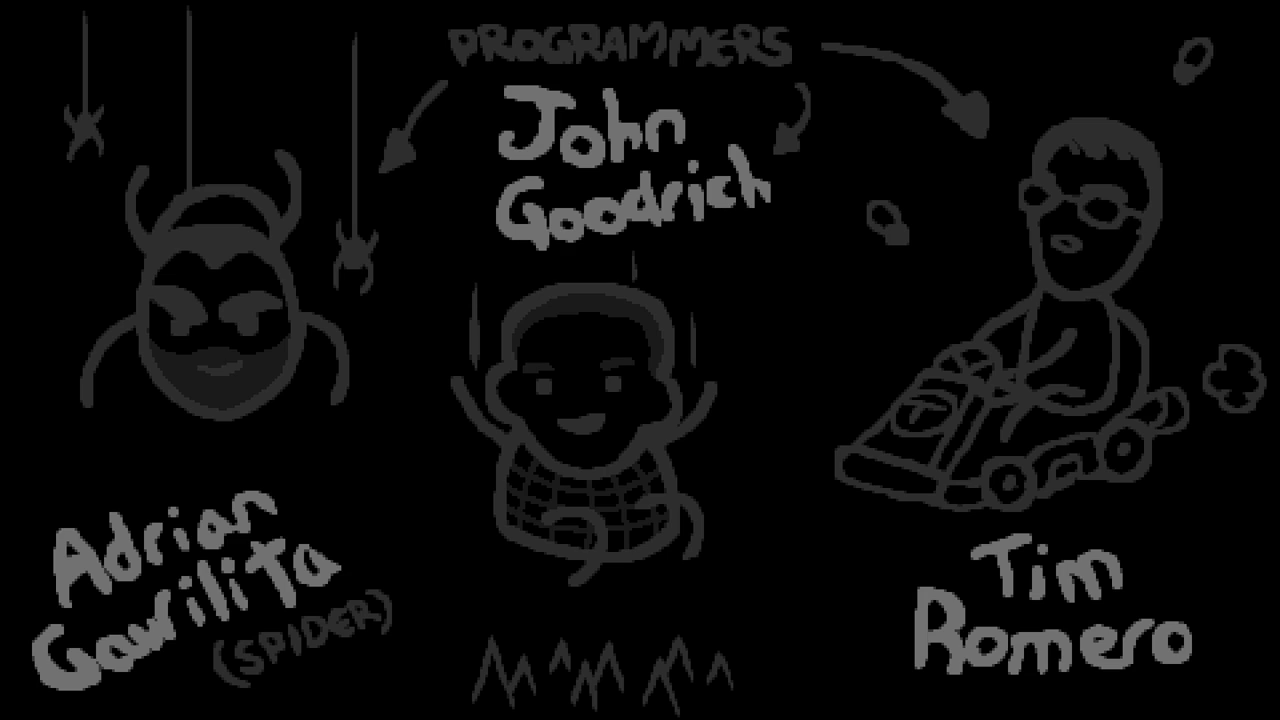 PROGRAMMERS
John
Goodrich
Adrian
Gavrilita
(SPIDER)
Tim
Romero
T